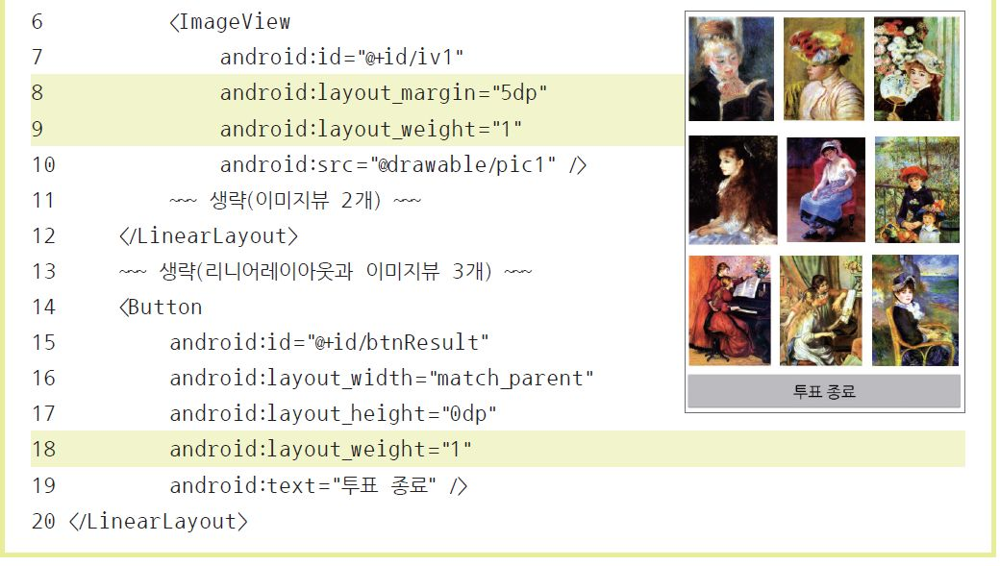 6 <ImageView
7 android:id="@+id/iv1"
8 android:layout_margin="5dp"
9 android:layout_weight="1"
10 android:src="@drawable/pic1" />
11 ~~~ 생략(이미지뷰 2개) ~~~
12 </LinearLayout>
13 ~~~ 생략(리니어레이아웃과 이미지뷰 3개) ~~~
14 <Button
15 android:id="@+id/btnResult"
16 android:layout_width="match_parent"
17 android:layout_height="0dp"
18 android:layout_weight="1"
19 android:text="투표 종료" />
20 </LinearLayout>
투표 종료